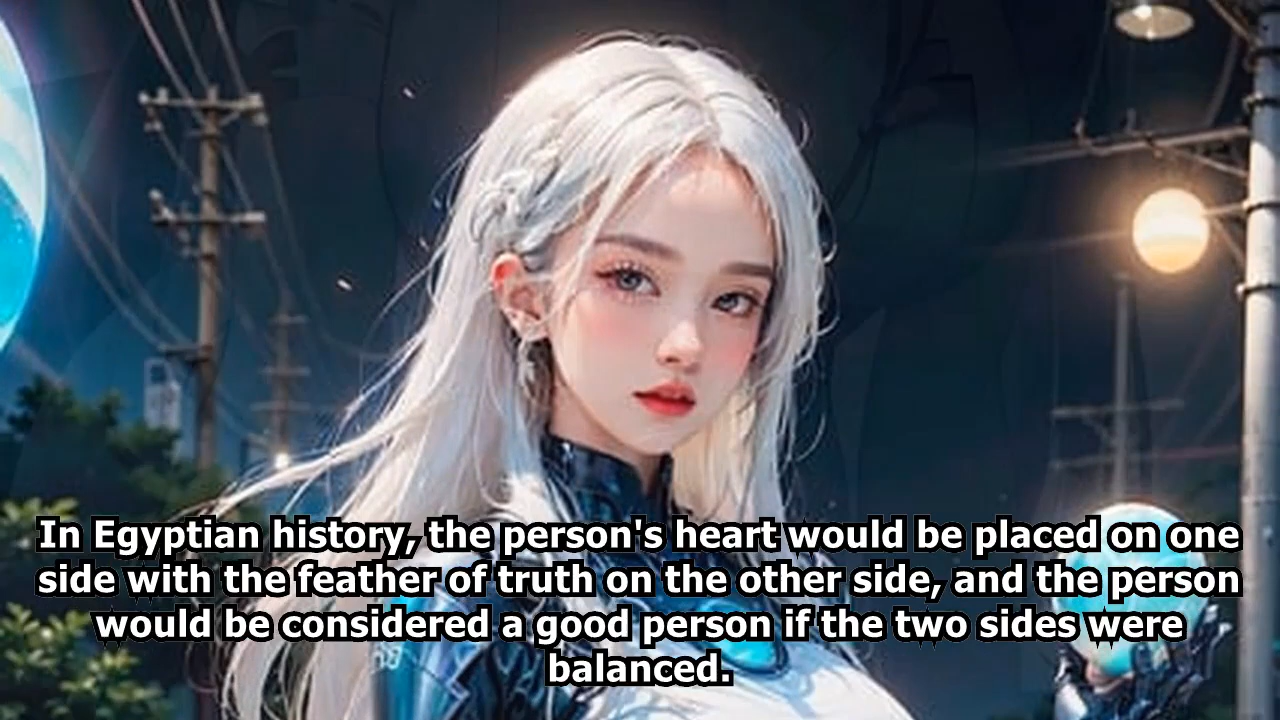 In Egyptian history, the person's heart would be placed on one
side with the feather of truth on the other side, and the person
would be considered a good person if the two sides were
balanced.